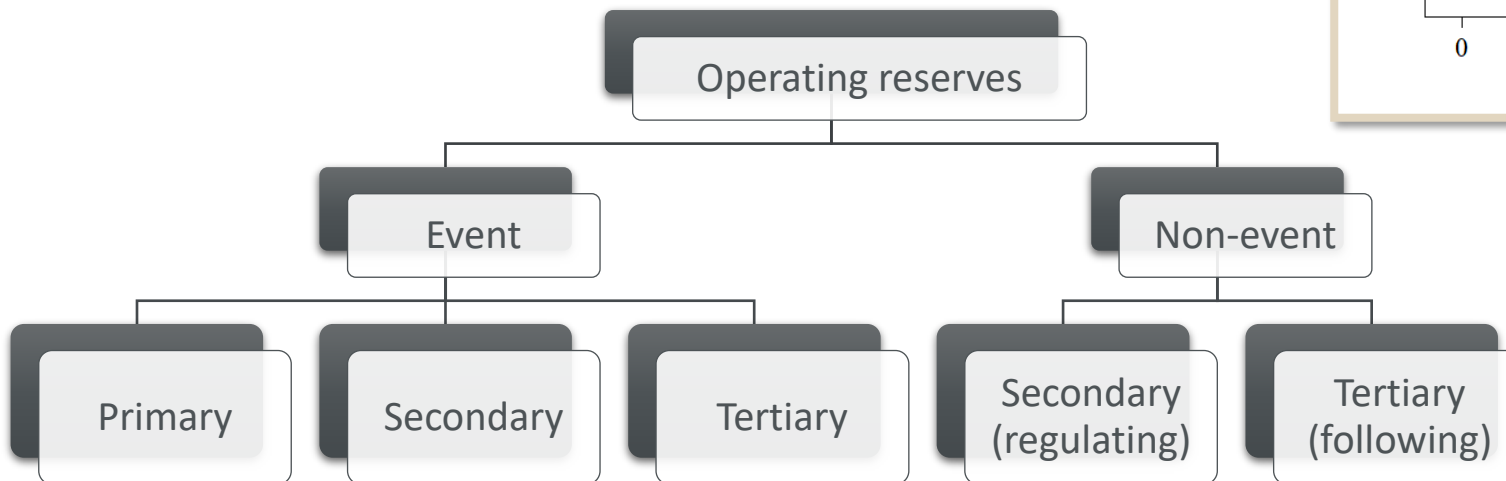 0
Operating reserves
Event
Non-event
Primary
Secondary
Tertiary
Secondary
(regulating)
Tertiary
(following)